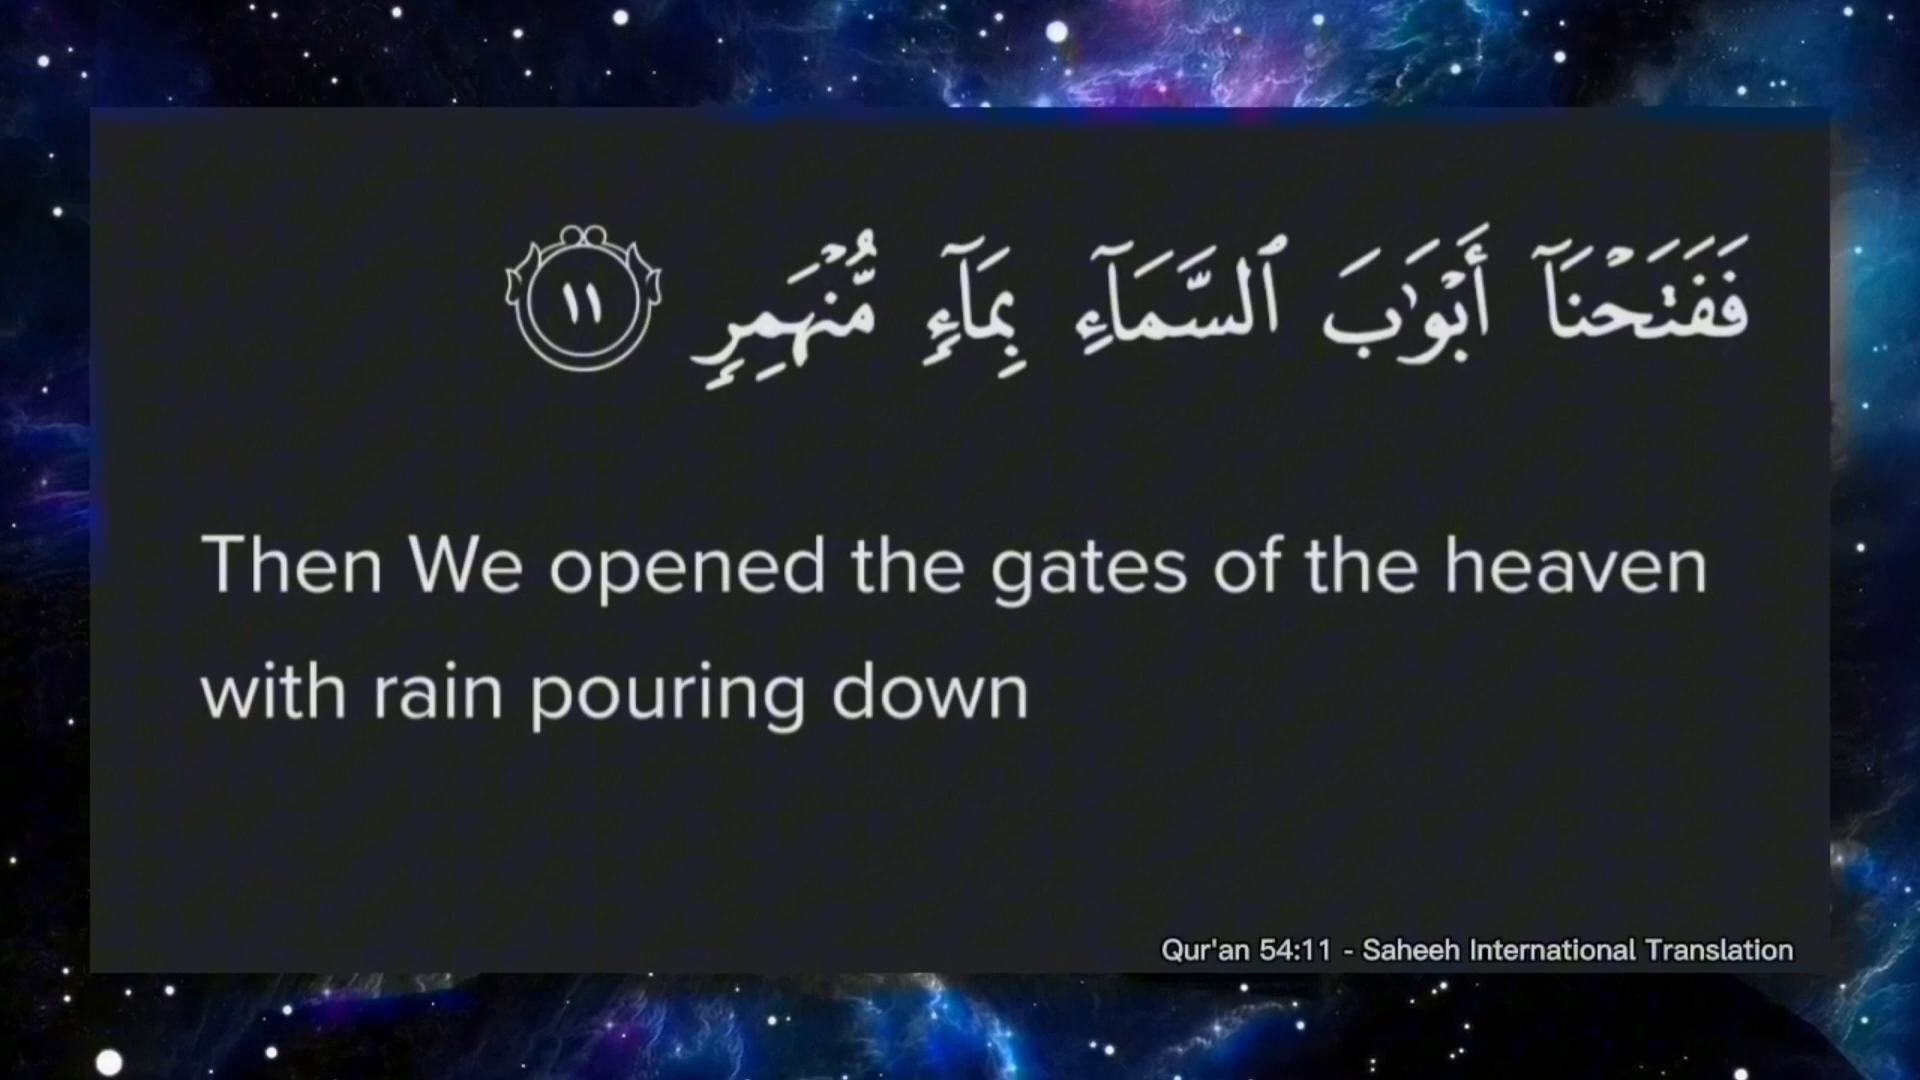 فَفَتَحْنَآ أَبْوَٰبَ ٱلسَّمَآءِ بِمَآءٍ مُّنْهَمِرٍ ١١
Then We opened the gates of the heaven
with rain pouring down
Qur'an 54:11 - Saheeh International Translation